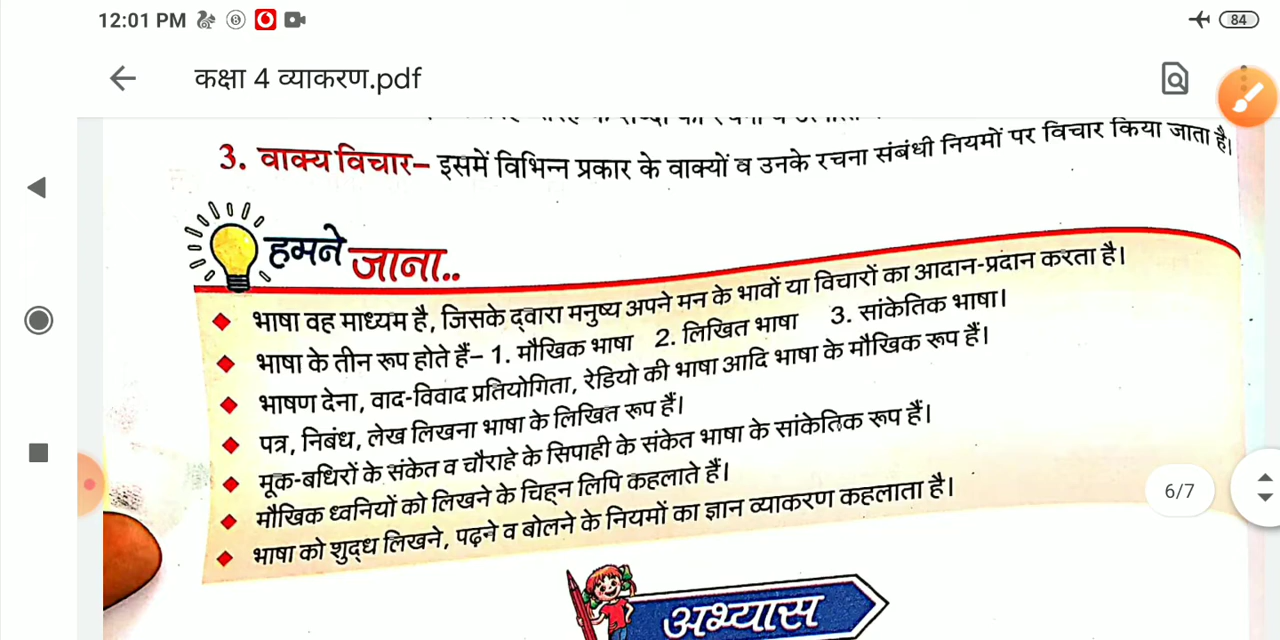 12:01 PM
84
कक्षा 4 व्याकरण.pdf
3. वाक्य विचार– इसमें विभिन्न प्रकार के वाक्यों व उनके रचना संबंधी नियमों पर विचार किया जाता है।
हमने जाना..
भाषा वह माध्यम है, जिसके द्वारा मनुष्य अपने मन के भावों या विचारों का आदान-प्रदान करता है।
भाषा के तीन रूप होते हैं– 1. मौखिक भाषा 2. लिखित भाषा 3. सांकेतिक भाषा।
भाषण देना, वाद-विवाद प्रतियोगिता, रेडियो की भाषा आदि भाषा के मौखिक रूप हैं।
पत्र, निबंध, लेख लिखना भाषा के लिखित रूप हैं।
मूक-बधिरों के संकेत व चौराहे के सिपाही के संकेत भाषा के सांकेतिक रूप हैं।
मौखिक ध्वनियों को लिखने के चिह्न लिपि कहलाते हैं।
भाषा को शुद्ध लिखने, पढ़ने व बोलने के नियमों का ज्ञान व्याकरण कहलाता है।
6/7
अभ्यास